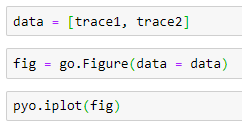 data = [trace1, trace2]
fig = go.Figure(data = data)
pyo.iplot(fig)